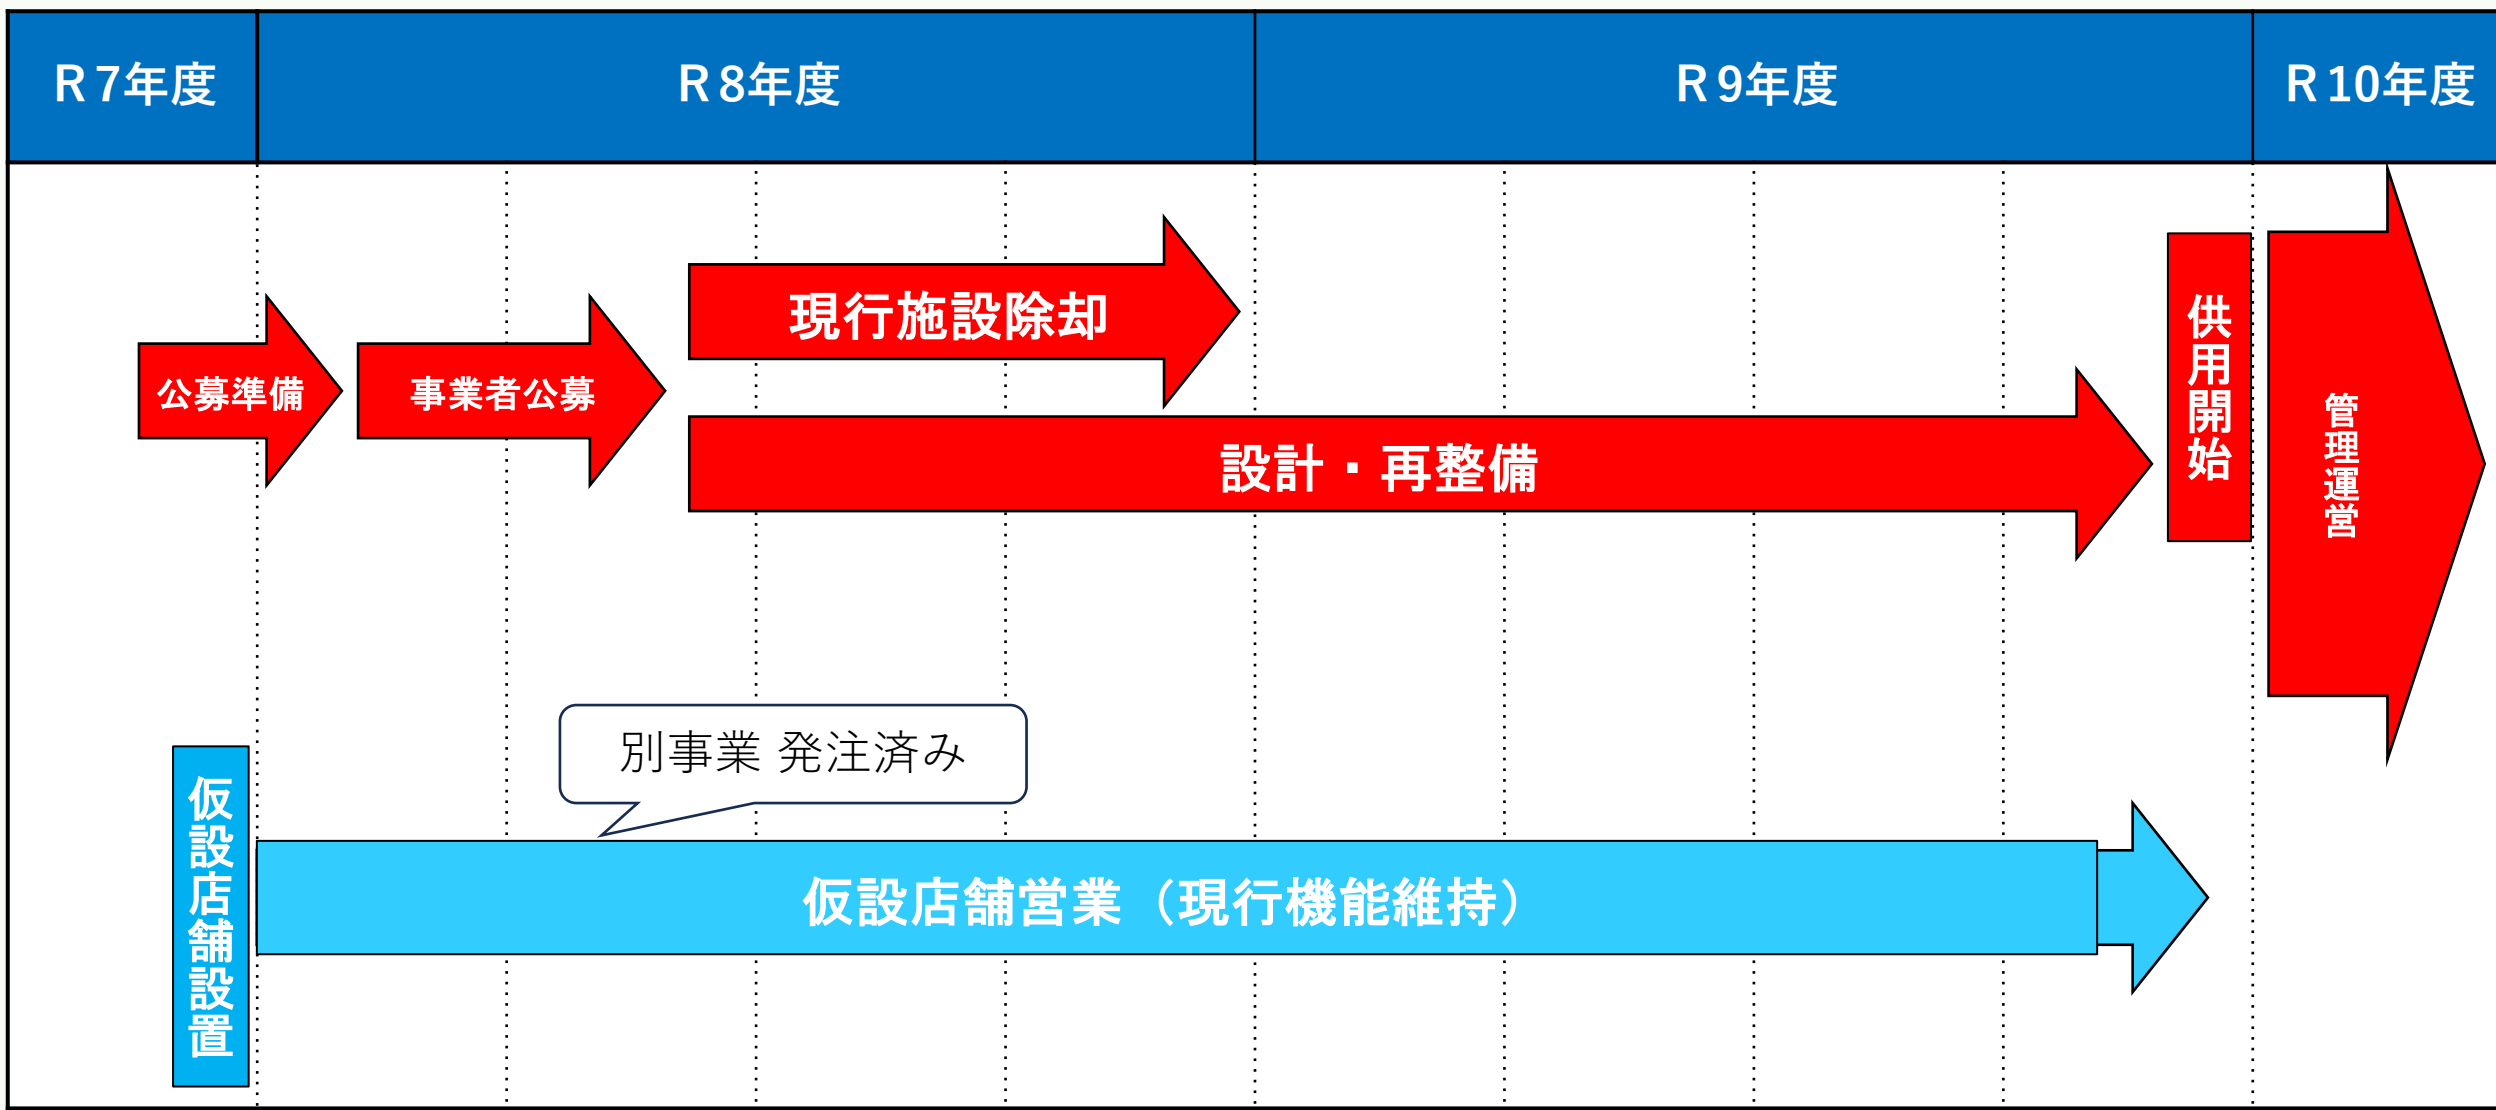 R7年度
R8年度
R 9年度
R 10年度
現行施設除却
公募準備
事業者公募
設計・市整備
供用開始
管理運営
別事業 発注済み
仮設店舗設置
仮設店舗営業（現行機能維持）